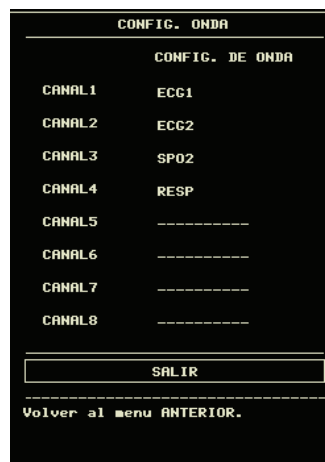 CONFIG. ONDA
CONFIG. DE ONDA
CANAL1 ECG1
CANAL2 ECG2
CANAL3 SPO2
CANAL4 RESP
CANAL5 ----------
CANAL6 ----------
CANAL7 ----------
CANAL8 ----------
SALIR
Volver al menu ANTERIOR.